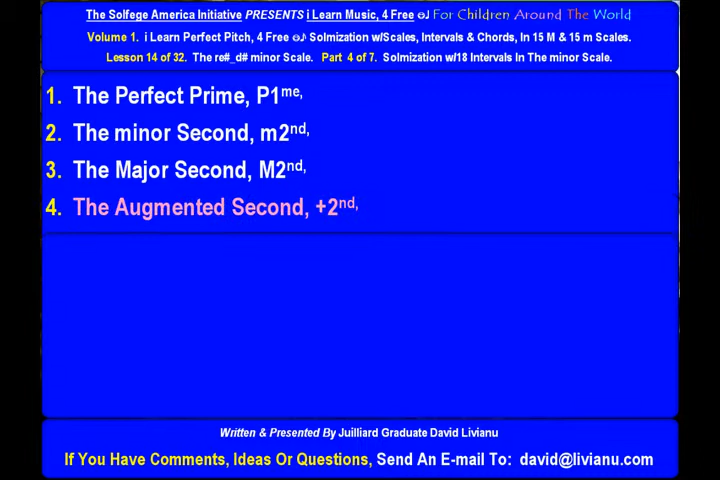 The Solfege America Initiative PRESENTS i Learn Music, 4 Free For Children Around The World
Volume 1. i Learn Perfect Pitch, 4 Free Solmization w/Scales, Intervals & Chords, In 15 M & 15 m Scales.
Lesson 14 of 32. The re#_d# minor Scale. Part 4 of 7. Solmization w/18 Intervals In The minor Scale.
1. The Perfect Prime, P1me,
2. The minor Second, m2nd,
3. The Major Second, M2nd,
4. The Augmented Second, +2nd,
Written & Presented By Juilliard Graduate David Livianu
If You Have Comments, Ideas Or Questions, Send An E-mail To: david@livianu.com